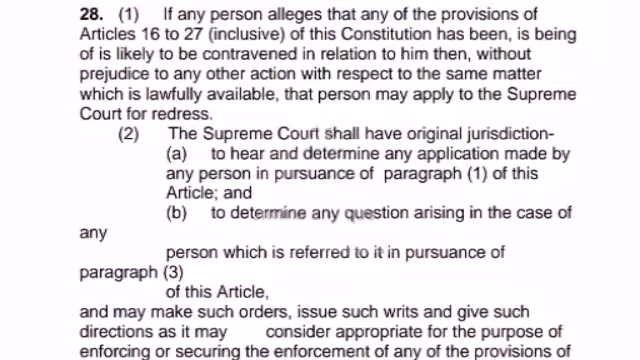 28. (1) If any person alleges that any of the provisions of
Articles 16 to 27 (inclusive) of this Constitution has been, is being
of is likely to be contravened in relation to him then, without
prejudice to any other action with respect to the same matter
which is lawfully available, that person may apply to the Supreme
Court for redress.
(2) The Supreme Court shall have original jurisdiction-
(a) to hear and determine any application made by
any person in pursuance of paragraph (1) of this
Article; and
(b) to determine any question arising in the case of
any
person which is referred to it in pursuance of
paragraph (3)
of this Article,
and may make such orders, issue such writs and give such
directions as it may consider appropriate for the purpose of
enforcing or securing the enforcement of any of the provisions of